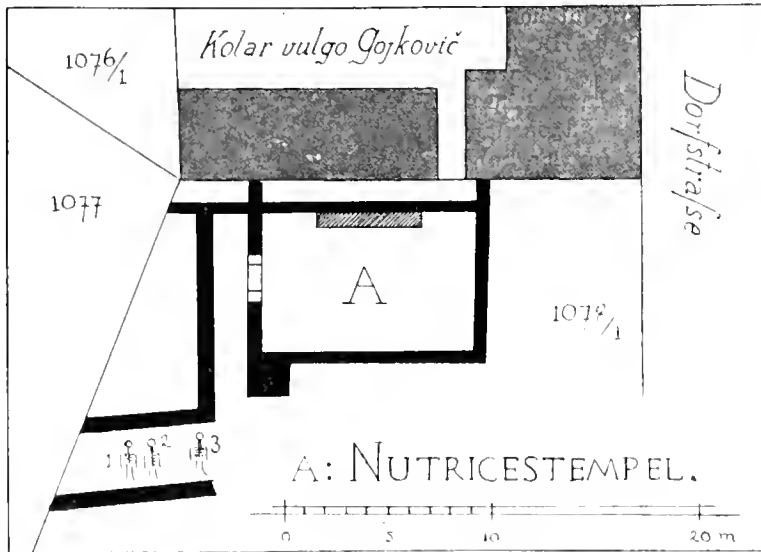 Kolar vulgo Gojkovič
1076/1
Dorfstraſse
1077
A
1078/1
1 2 3
A: NUTRICESTEMPEL.
0 5 10 20 m